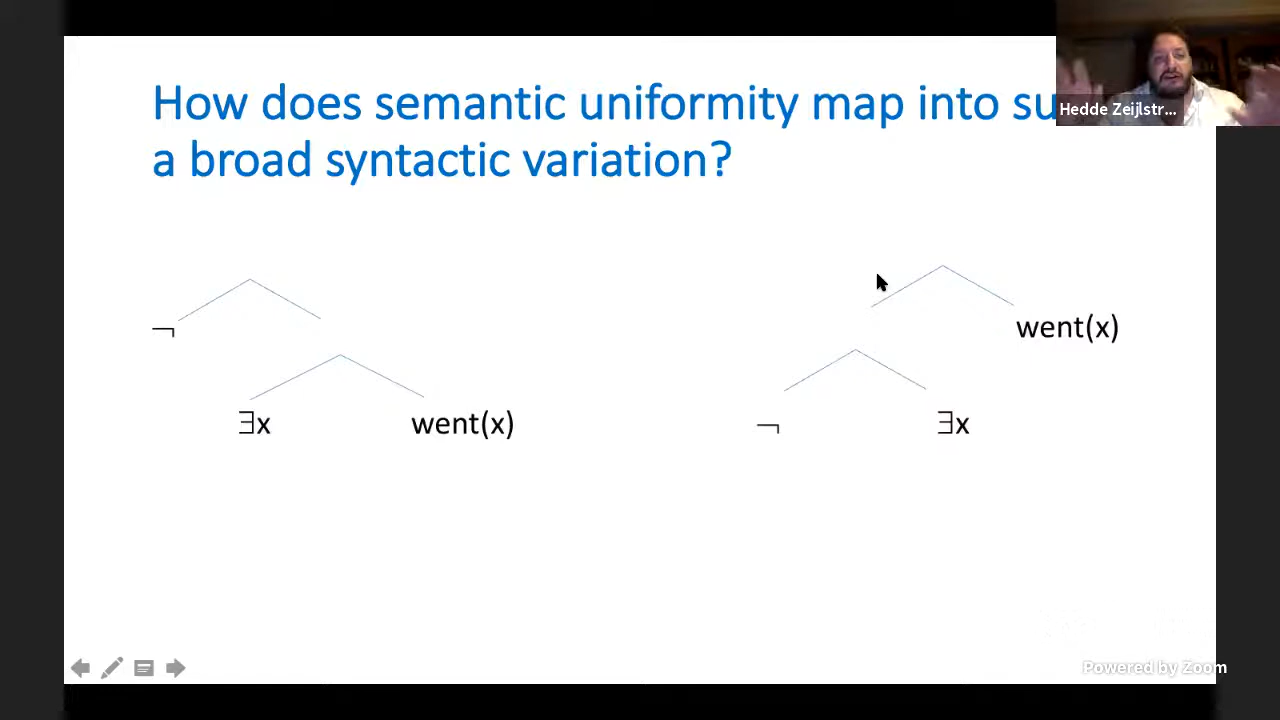 How does semantic uniformity map into su
a broad syntactic variation?
Hedde Zeijlstr...
¬
went(x)
∃x
went(x)
¬
∃x
Powered by Zoom